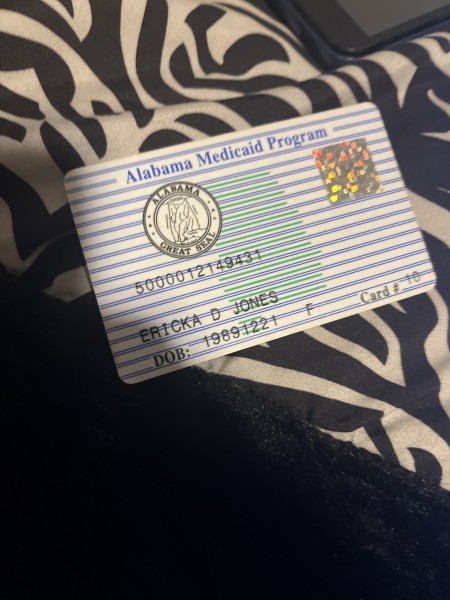 Alabama Medicaid Program
ALABAMA
GREAT SEAL
5000012149431
ERICKA D JONES
DOB: 19891221 F
Card # 10